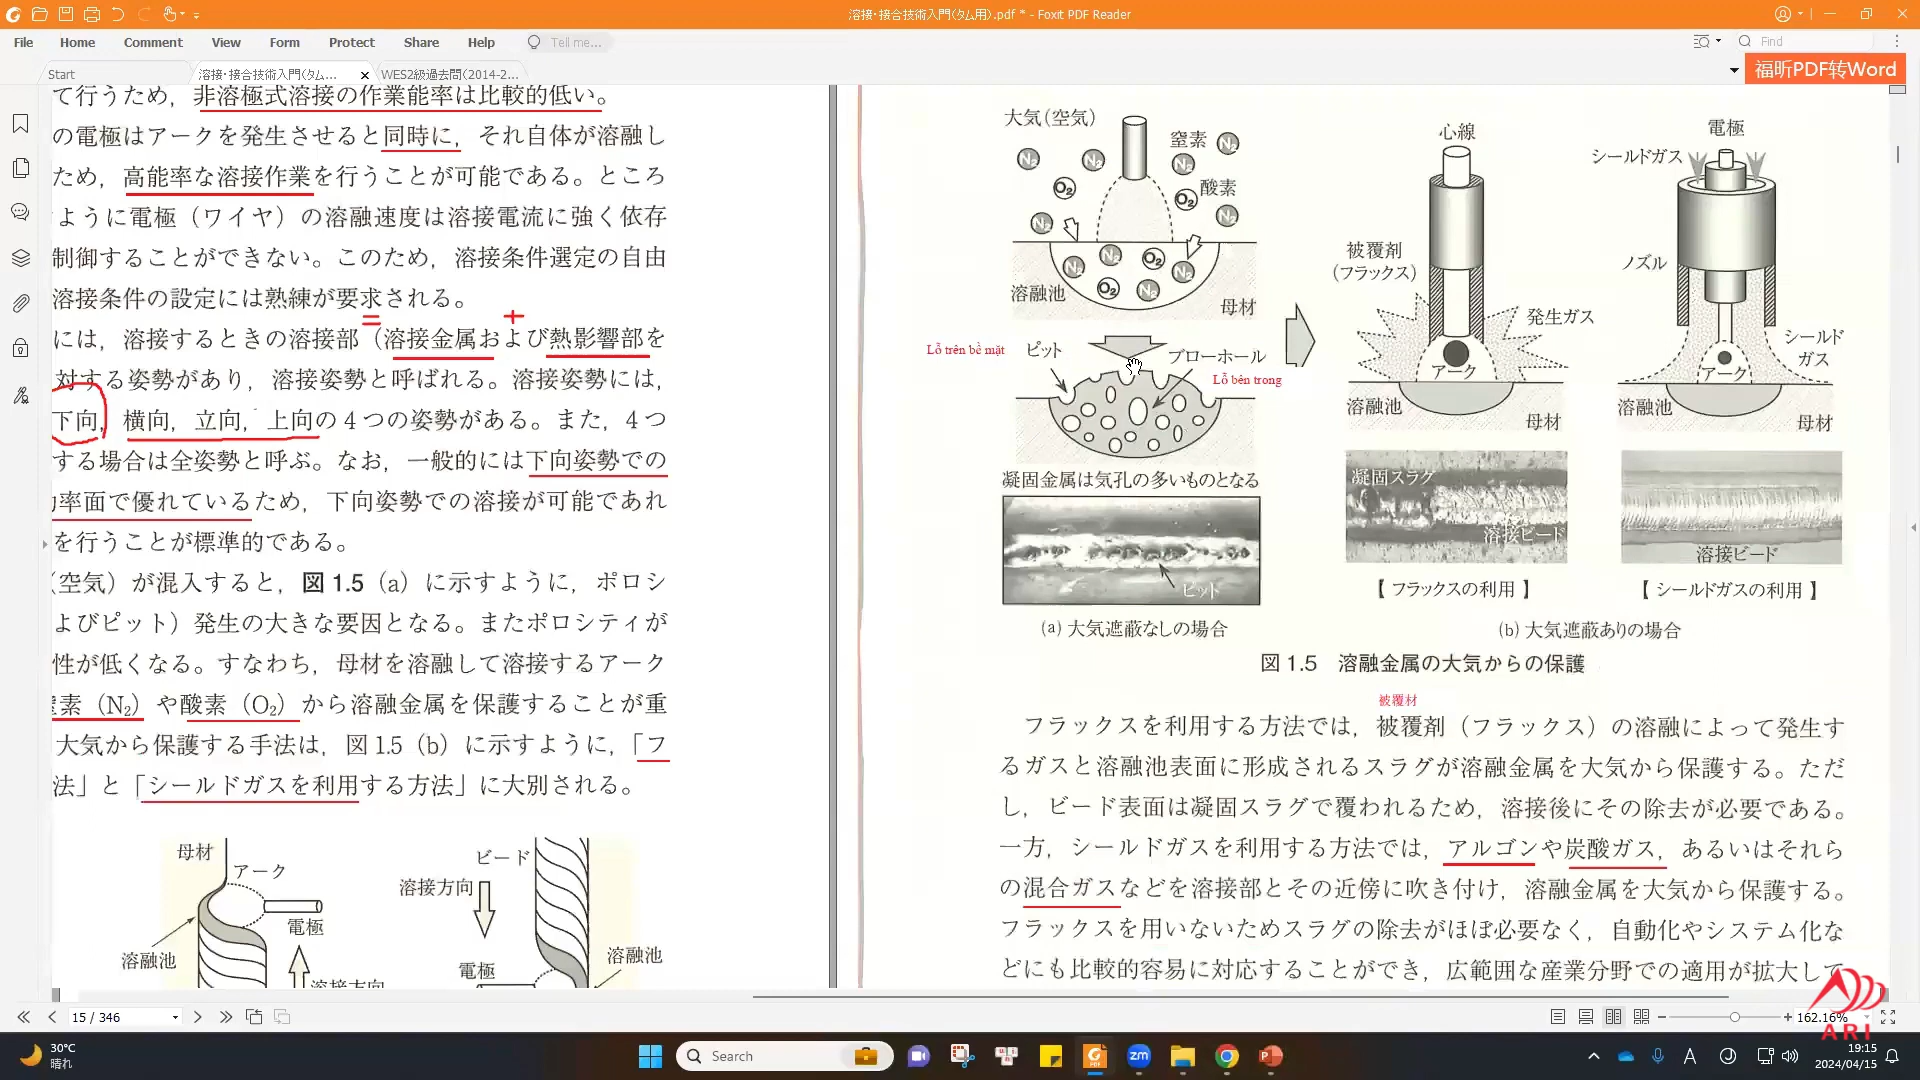 溶接・接合技術入門(タム用).pdf * - Foxit PDF Reader
File Home Comment View Form Protect Share Help Tell me...
Find
Start
溶接・接合技術入門(タム...
WES2級過去問(2014-2...
福昕PDF转Word
て行うため，非溶極式溶接の作業能率は比較的低い。
の電極はアークを発生させると同時に，それ自体が溶融し
ため，高能率な溶接作業を行うことが可能である。ところ
ように電極（ワイヤ）の溶融速度は溶接電流に強く依存
制御することができない。このため，溶接条件選定の自由
溶接条件の設定には熟練が要求される。
には，溶接するときの溶接部（溶接金属および熱影響部を
対する姿勢があり，溶接姿勢と呼ばれる。溶接姿勢には，
下向，横向，立向，上向の４つの姿勢がある。また，４つ
する場合は全姿勢と呼ぶ。なお，一般的には下向姿勢での
率面で優れているため，下向姿勢での溶接が可能であれ
を行うことが標準的である。
（空気）が混入すると，図 1.5（a）に示すように，ポロシ
よびピット）発生の大きな要因となる。またポロシティが
性が低くなる。すなわち，母材を溶融して溶接するアーク
素（N₂）や酸素（O₂）から溶融金属を保護することが重
大気から保護する手法は，図 1.5（b）に示すように，「フ
法」と「シールドガスを利用する方法」に大別される。
母材
アーク
電極
溶融池
溶接方向
ビード
溶接方向
電極
溶融池
大気(空気)
窒素
酸素
N₂ N₂ N₂ N₂ O₂ O₂ N₂ N₂
N₂ N₂ O₂ N₂ O₂ N₂
溶融池
母材
Lỗ trên bề mặt
ピット
ブローホール
Lỗ bên trong
凝固金属は気孔の多いものとなる
ピット
(a) 大気遮蔽なしの場合
心線
被覆剤
(フラックス)
発生ガス
アーク
溶融池
母材
凝固スラグ
溶接ビード
【 フラックスの利用 】
電極
シールドガス
ノズル
シールド
ガス
アーク
溶融池
母材
溶接ビード
【 シールドガスの利用 】
(b) 大気遮蔽ありの場合
図 1.5 溶融金属の大気からの保護
被覆材
フラックスを利用する方法では，被覆剤（フラックス）の溶融によって発生す
るガスと溶融池表面に形成されるスラグが溶融金属を大気から保護する。ただ
し，ビード表面は凝固スラグで覆われるため，溶接後にその除去が必要である。
一方，シールドガスを利用する方法では，アルゴンや炭酸ガス，あるいはそれら
の混合ガスなどを溶接部とその近傍に吹き付け，溶融金属を大気から保護する。
フラックスを用いないためスラグの除去がほぼ必要なく，自動化やシステム化な
どにも比較的容易に対応することができ，広範囲な産業分野での適用が拡大して
ARI
15 / 346
162.16%
30℃
晴れ
Search
zm
A
19:15
2024/04/15